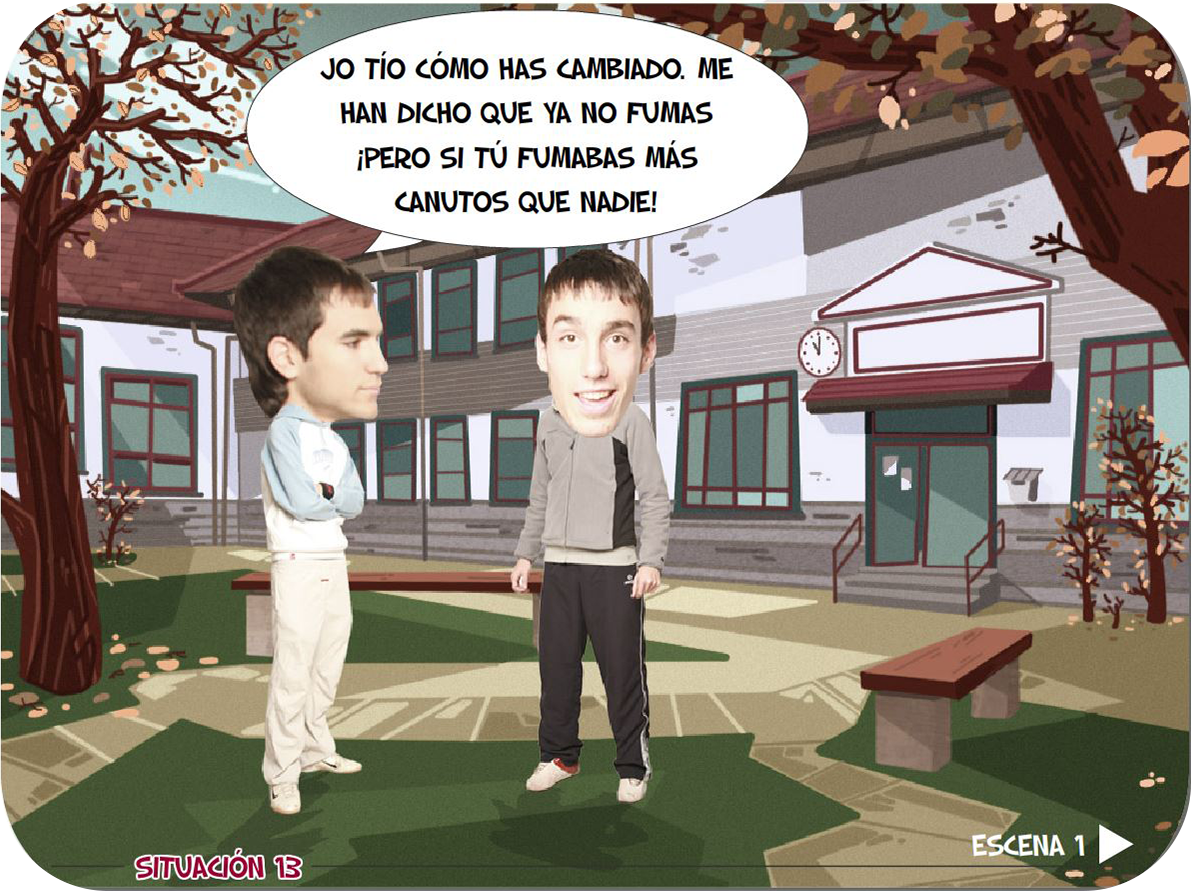 JO TÍO CÓMO HAS CAMBIADO. ME
HAN DICHO QUE YA NO FUMAS
¡PERO SI TÚ FUMABAS MÁS
CANUTOS QUE NADIE!
ESCENA 1
SITUACIÓN 13